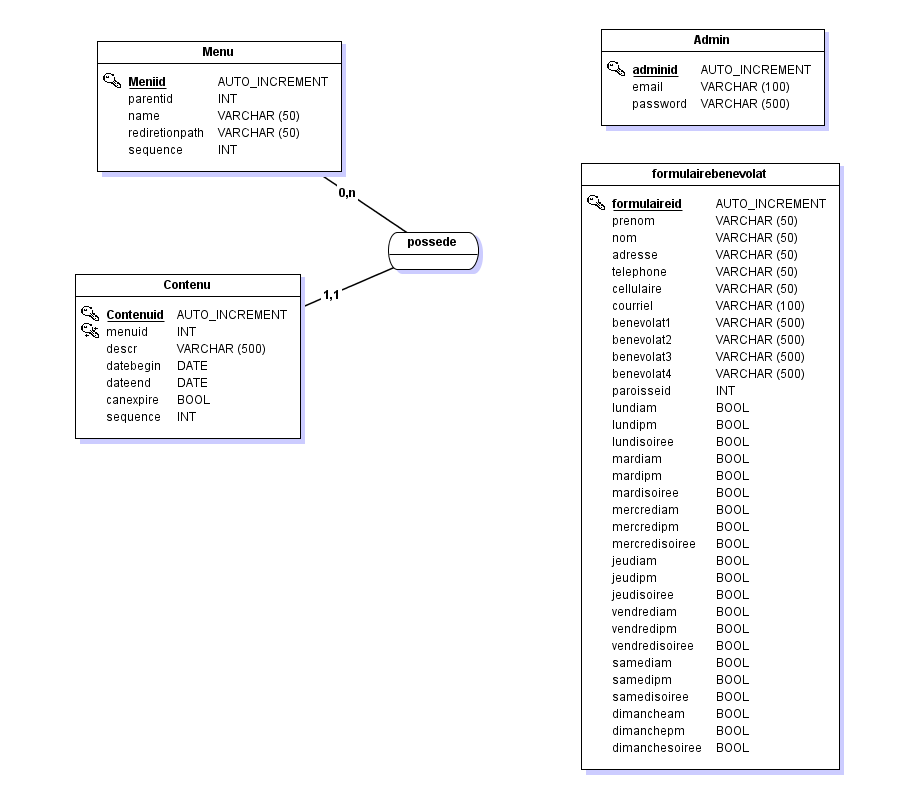 Menu
Meniid AUTO_INCREMENT
parentid INT
name VARCHAR (50)
rediretionpath VARCHAR (50)
sequence INT
0,n
possede
1,1
Contenu
Contenuid AUTO_INCREMENT
menuid INT
descr VARCHAR (500)
datebegin DATE
dateend DATE
canexpire BOOL
sequence INT
Admin
adminid AUTO_INCREMENT
email VARCHAR (100)
password VARCHAR (500)
formulairebenevolat
formulaireid AUTO_INCREMENT
prenom VARCHAR (50)
nom VARCHAR (50)
adresse VARCHAR (50)
telephone VARCHAR (50)
cellulaire VARCHAR (50)
courriel VARCHAR (100)
benevolat1 VARCHAR (500)
benevolat2 VARCHAR (500)
benevolat3 VARCHAR (500)
benevolat4 VARCHAR (500)
paroisseid INT
lundiam BOOL
lundipm BOOL
lundisoiree BOOL
mardiam BOOL
mardipm BOOL
mardisoiree BOOL
mercrediam BOOL
mercredipm BOOL
mercredisoiree BOOL
jeudiam BOOL
jeudipm BOOL
jeudisoiree BOOL
vendrediam BOOL
vendredipm BOOL
vendredisoiree BOOL
samediam BOOL
samedipm BOOL
samedisoiree BOOL
dimancheam BOOL
dimanchepm BOOL
dimanchesoiree BOOL